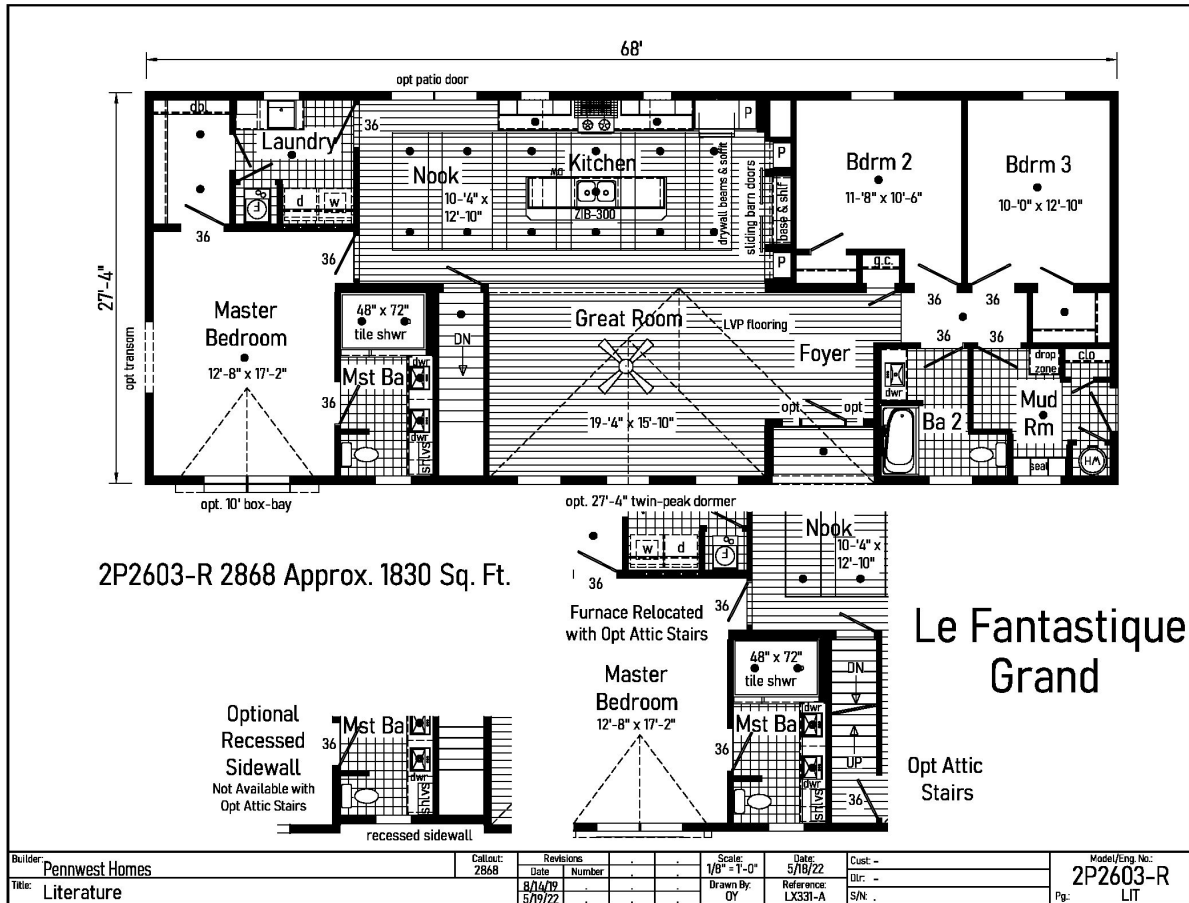 68'
opt patio door
27'-4"
dbl
Laundry
36
d
w
36
36
Nook
10-'4" x
12'-10"
Kitchen
ZIB-300
drywall beams & soffit
sliding barn doors
P
P
base & shlf
P
Bdrm 2
11-'8" x 10'-6"
g.c.
Bdrm 3
10-'0" x 12'-10"
36
36
36
36
Master
Bedroom
12'-8" x 17'-2"
opt transom
48" x 72"
tile shwr
DN
Mst Ba
36
dwr
dwr
shlvs
Great Room
LVP flooring
19-'4" x 15'-10"
Foyer
opt
opt
dwr
Ba 2
drop
zone
clo
Mud
Rm
seat
HW
opt. 10' box-bay
opt. 27'-4" twin-peak dormer
2P2603-R 2868 Approx. 1830 Sq. Ft.
w
d
36
Nook
10-'4" x
12'-10"
36
Furnace Relocated
with Opt Attic Stairs
Master
Bedroom
12'-8" x 17'-2"
48" x 72"
tile shwr
Mst Ba
36
dwr
dwr
shlvs
DN
UP
36
Le Fantastique
Grand
Opt Attic
Stairs
Optional
Recessed
Sidewall
Not Available with
Opt Attic Stairs
36
Mst Ba
dwr
shlvs
recessed sidewall
Builder: Pennwest Homes
Title: Literature
Callout:
2868
Revisions
Date Number
8/14/19
5/19/22
Scale:
1/8" = 1'-0"
Drawn By:
OY
Date:
5/18/22
Reference:
LX331-A
Cust: -
Dlr: -
S/N: .
Model/Eng. No.:
2P2603-R
Pg.: LIT